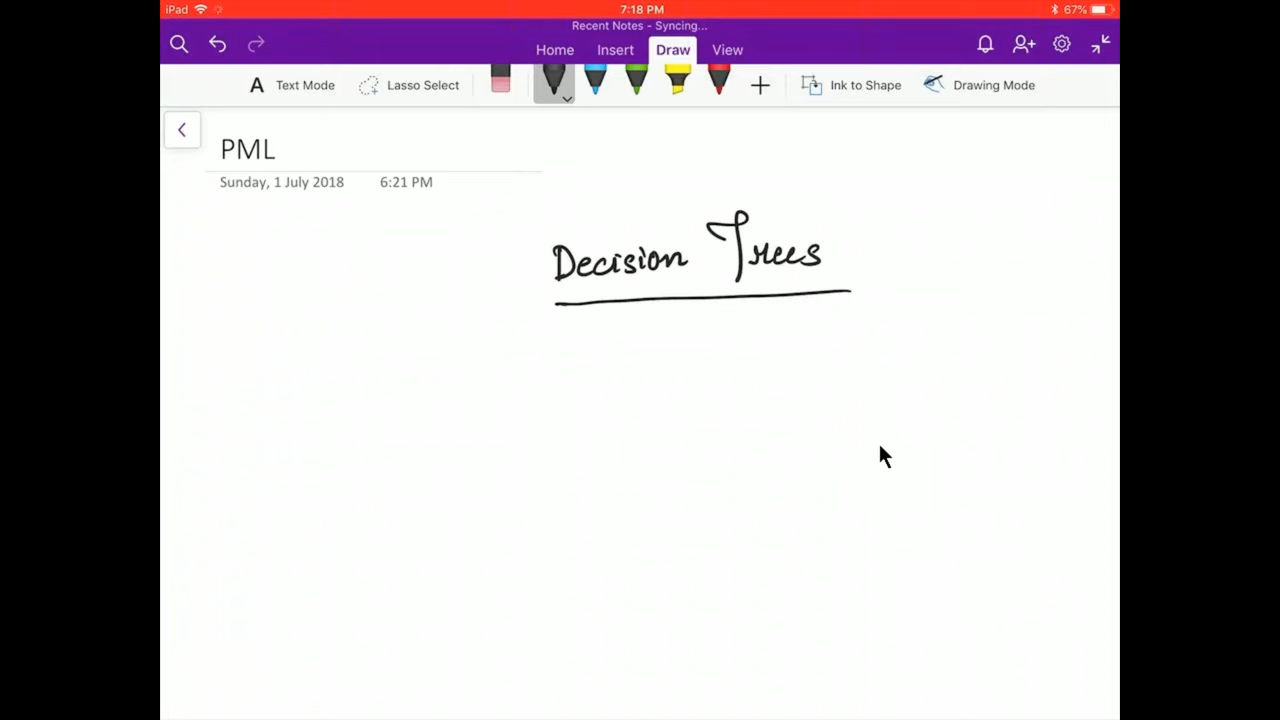 iPad 7:18 PM 67%
Recent Notes - Syncing...
Home Insert Draw View
A Text Mode Lasso Select Ink to Shape Drawing Mode
PML
Sunday, 1 July 2018 6:21 PM
Decision Trees